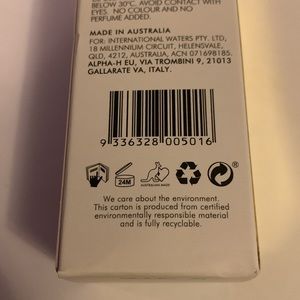 BELOW 30°C. AVOID CONTACT WITH
EYES. NO COLOUR AND NO
PERFUME ADDED.
MADE IN AUSTRALIA
FOR: INTERNATIONAL WATERS PTY. LTD,
18 MILLENNIUM CIRCUIT, HELENSVALE,
QLD, 4212, AUSTRALIA, ACN 071698185.
ALPHA-H EU, VIA TROMBINI 9, 21013
GALLARATE VA, ITALY.
9 336328 005016
24M
AUSTRALIAN MADE
We care about the environment.
This carton is produced from certified
environmentally responsible material
and is fully recyclable.